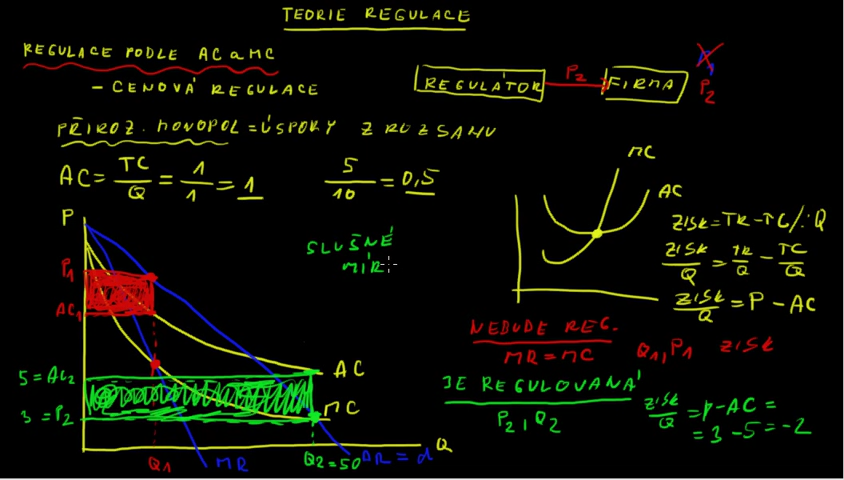 TEORIE REGULACE
REGULACE PODLE AC a MC
- CENOVÁ REGULACE
REGULÁTOR P2 FIRMA
P1
P2
PŘIROZ. MONOPOL = ÚSPORY Z ROZSAHU
AC = TC/Q = 1/1 = 1 5/10 = 0,5
MC
AC
P
SLUŠNÉ
MÍR
ZISK = TR - TC /: Q
ZISK/Q = TR/Q - TC/Q
ZISK/Q = P - AC
P1
AC1
NEBUDE REG.
MR = MC Q1, P1 ZISK
5 = AC2
AC
JE REGULOVANÁ
P2, Q2
3 = P2
MC
ZISK/Q = P - AC =
= 3 - 5 = -2
Q
Q1 MR Q2 = 50 AR = d